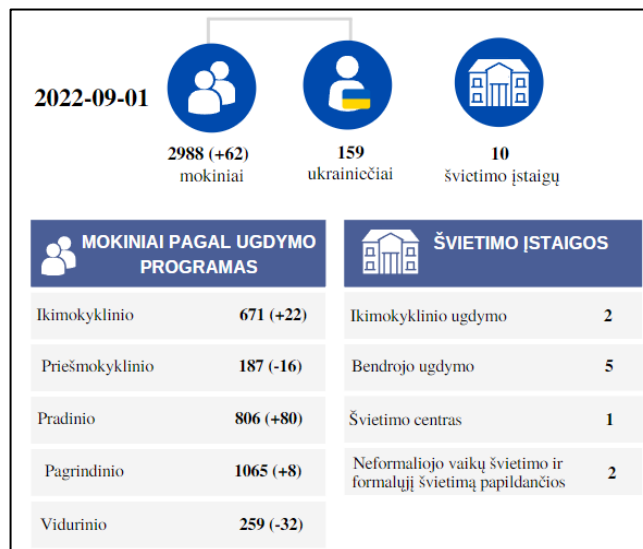 2022-09-01
2988 (+62)
mokiniai
159
ukrainiečiai
10
švietimo įstaigų
MOKINIAI PAGAL UGDYMO
PROGRAMAS
Ikimokyklinio 671 (+22)
Priešmokyklinio 187 (-16)
Pradinio 806 (+80)
Pagrindinio 1065 (+8)
Vidurinio 259 (-32)
ŠVIETIMO ĮSTAIGOS
Ikimokyklinio ugdymo 2
Bendrojo ugdymo 5
Švietimo centras 1
Neformaliojo vaikų švietimo ir
formalųjį švietimą papildančios 2